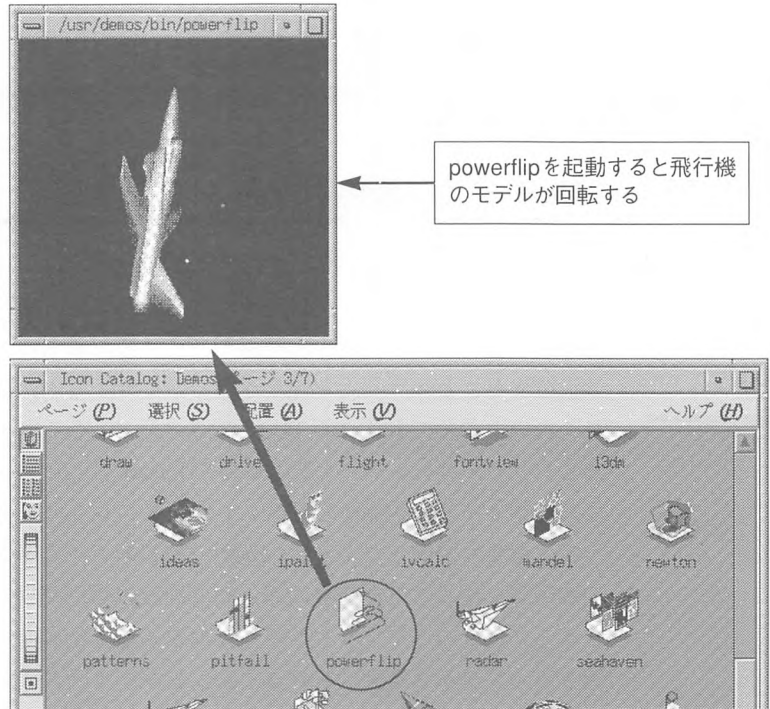 /usr/demos/bin/powerflip
powerflipを起動すると飛行機
のモデルが回転する
Icon Catalog: Demos ページ 3/7)
ページ(P) 選択(S) 配置(A) 表示(V) ヘルプ(H)
draw drive flight fontview i3dm
ideas ipaint ivcalc mandel newton
patterns pitfall powerflip radar seahaven